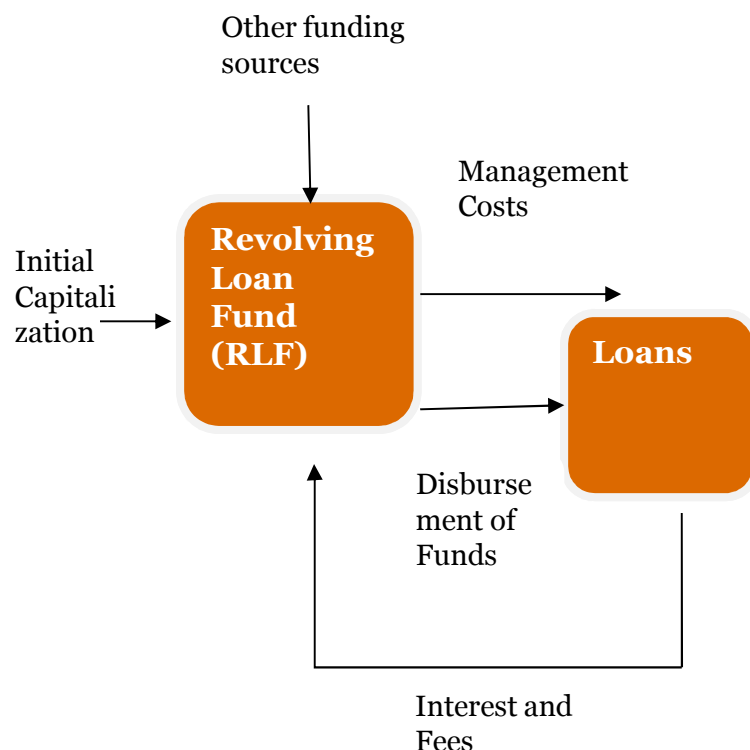 Other funding
sources
Management
Costs
Revolving
Loan
Fund
(RLF)
Initial
Capitali
zation
Loans
Disburse
ment of
Funds
Interest and
Fees